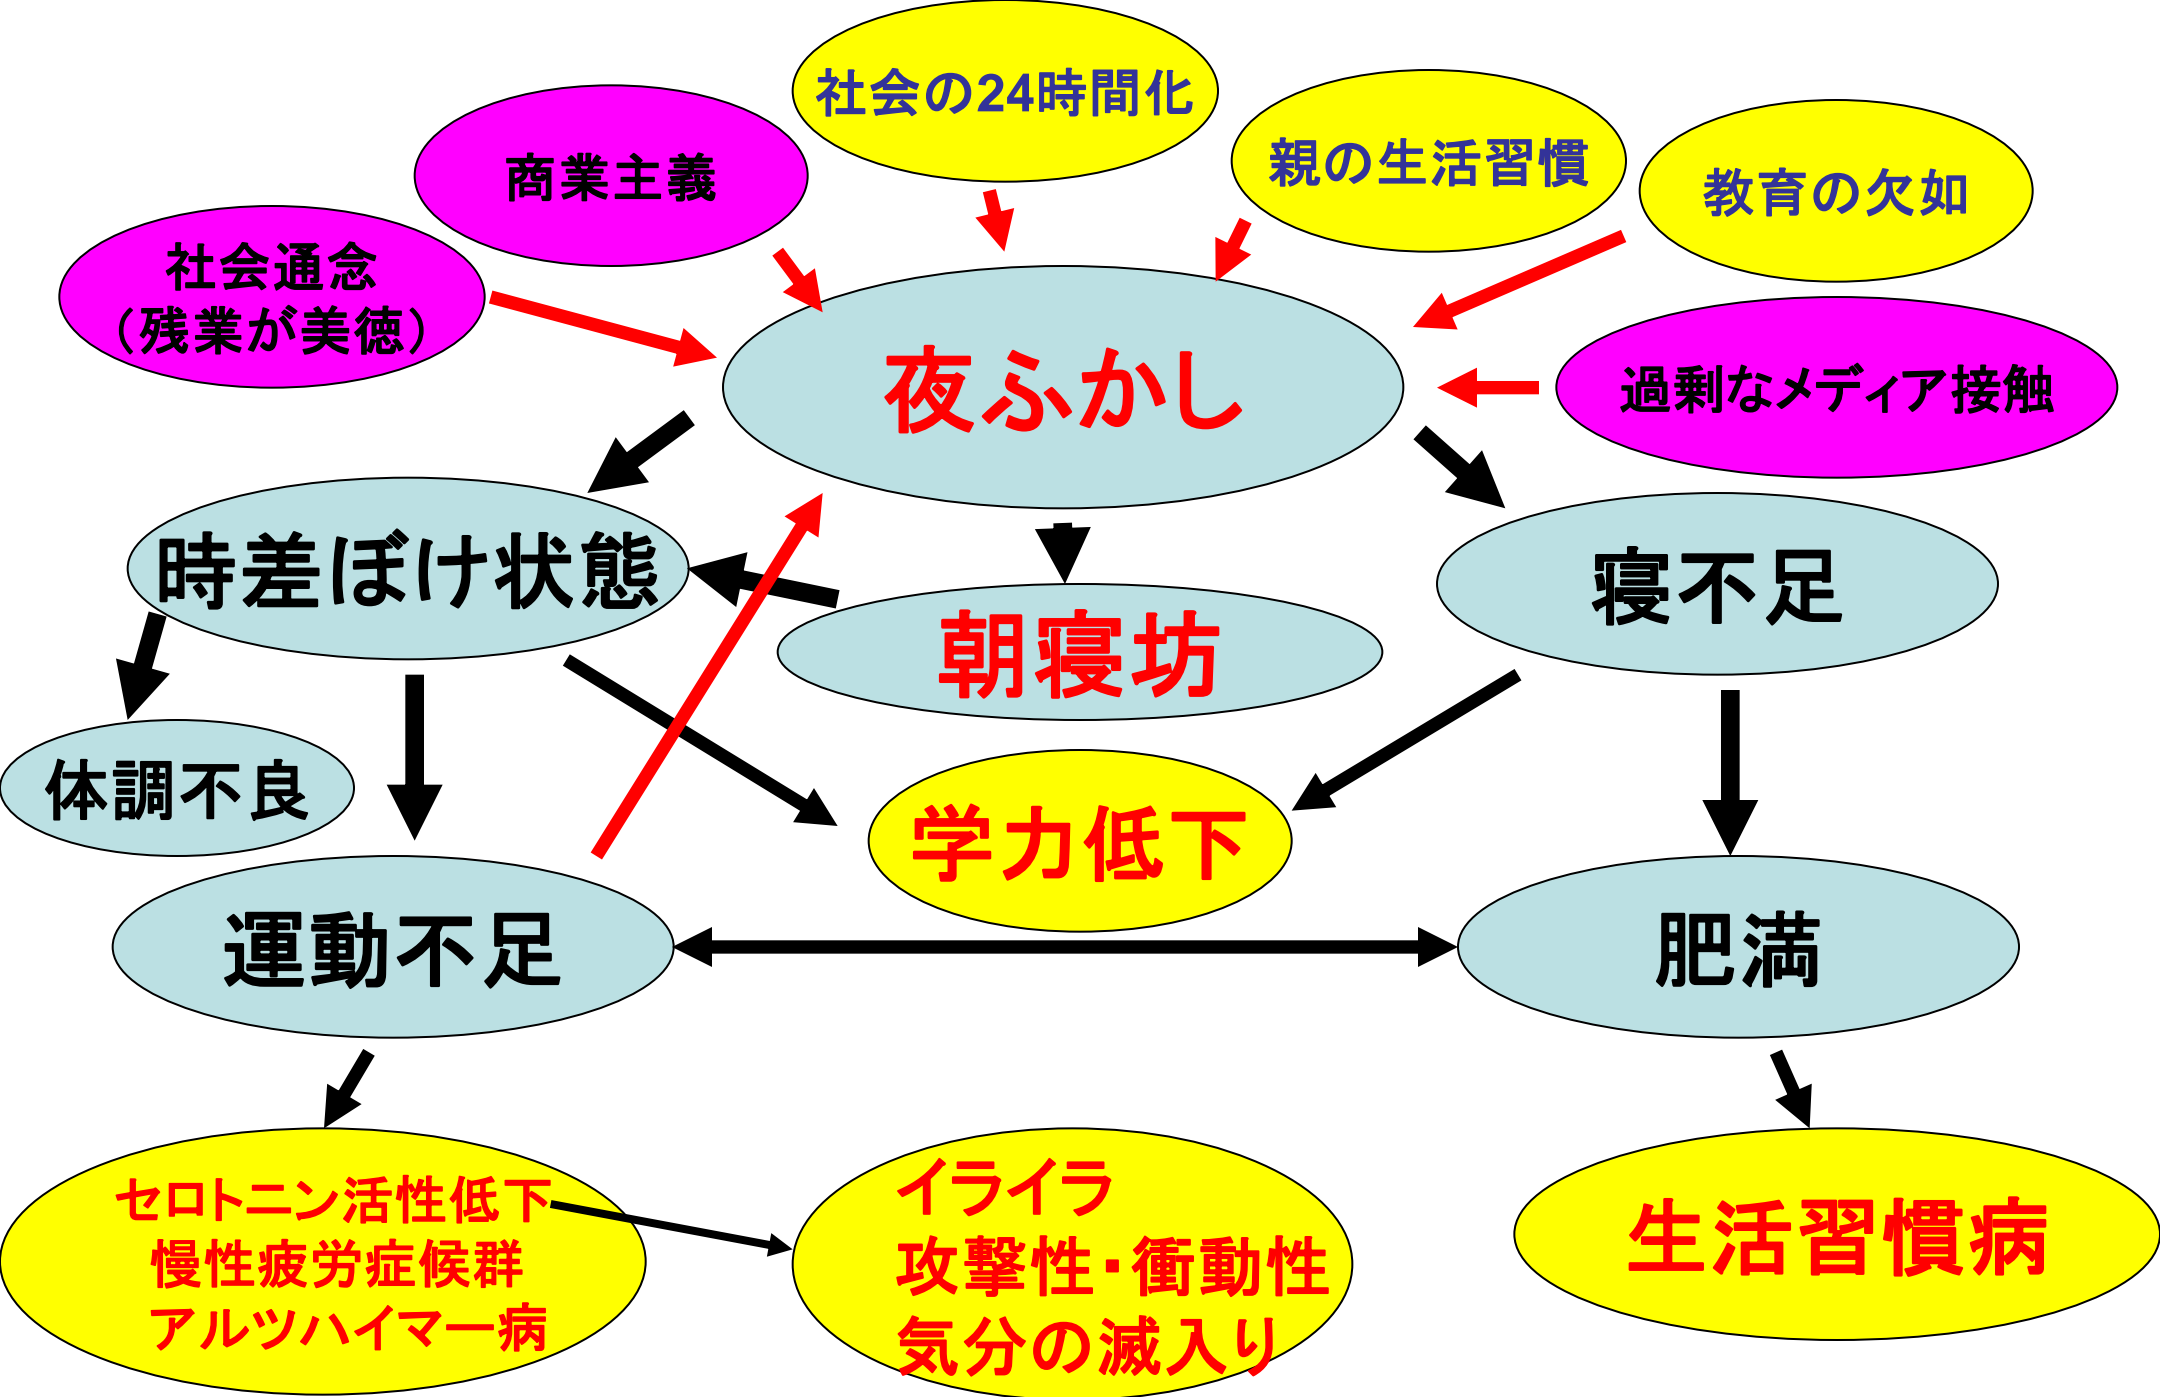 社会の24時間化
商業主義
親の生活習慣
教育の欠如
社会通念
（残業が美徳）
夜ふかし
過剰なメディア接触
時差ぼけ状態
寝不足
朝寝坊
体調不良
学力低下
運動不足
肥満
セロトニン活性低下
慢性疲労症候群
アルツハイマー病
イライラ
攻撃性・衝動性
気分の滅入り
生活習慣病